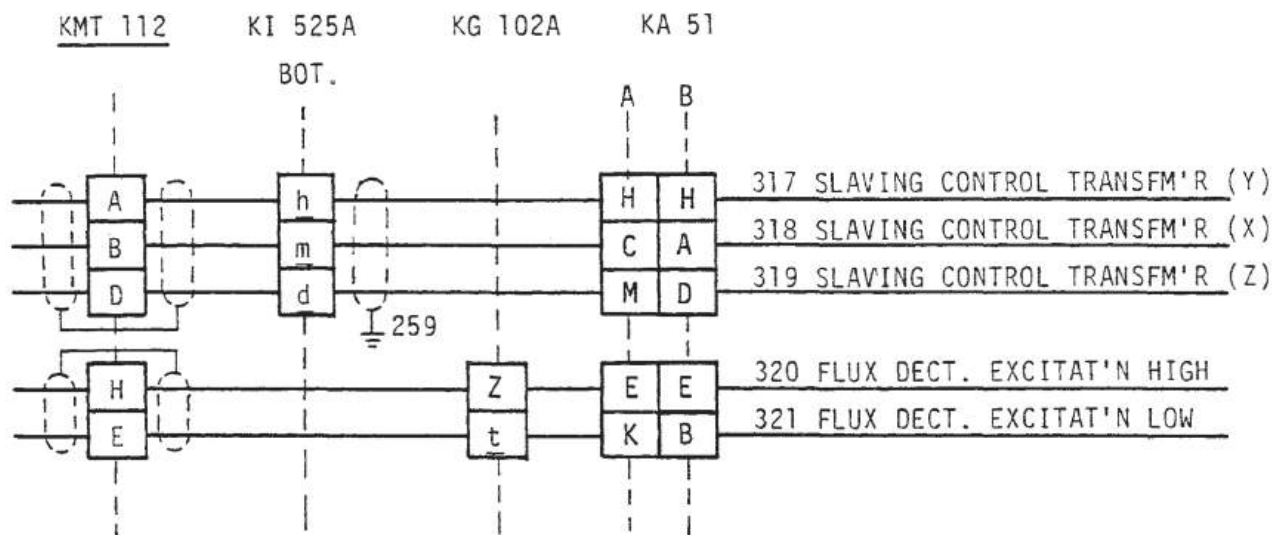 KMT 112 KI 525A KG 102A KA 51
BOT.
A B
A h H H 317 SLAVING CONTROL TRANSFM'R (Y)
B m C A 318 SLAVING CONTROL TRANSFM'R (X)
D d M D 319 SLAVING CONTROL TRANSFM'R (Z)
259
H Z E E 320 FLUX DECT. EXCITAT'N HIGH
E t K B 321 FLUX DECT. EXCITAT'N LOW